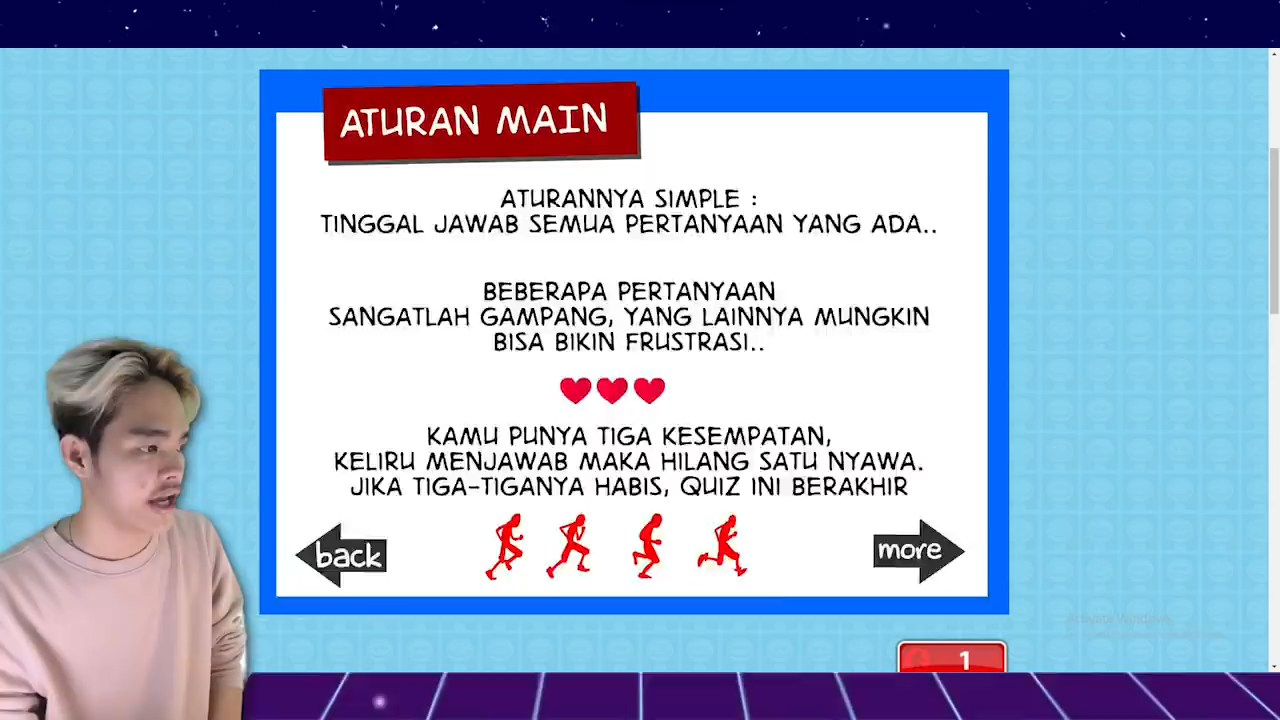 ATURAN MAIN
ATURANNYA SIMPLE :
TINGGAL JAWAB SEMUA PERTANYAAN YANG ADA..
BEBERAPA PERTANYAAN
SANGATLAH GAMPANG, YANG LAINNYA MUNGKIN
BISA BIKIN FRUSTRASI..
KAMU PUNYA TIGA KESEMPATAN,
KELIRU MENJAWAB MAKA HILANG SATU NYAWA.
JIKA TIGA-TIGANYA HABIS, QUIZ INI BERAKHIR
back
more
Activate Windows
1